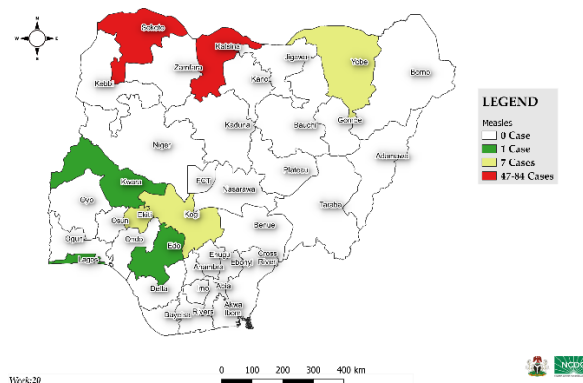 N
W
E
S
Sokoto
Katsina
Jigawa
Yobe
Borno
Kebbi
Zamfara
Kano
Kaduna
Bauchi
Gombe
Adamawa
Niger
Plateau
Kwara
FCT
Nasarawa
Taraba
Oyo
Osun
Ekiti
Kogi
Benue
Ogun
Ondo
Edo
Lagos
Enugu
Anambra
Ebony
Cross
River
Delta
Imo
Abia
Bayelsa
Rivers
Akwa
Ibom
LEGEND
Measles
0 Case
1 Case
7 Cases
47-84 Cases
Week:20
0 100 200 300 400 km
NCDC